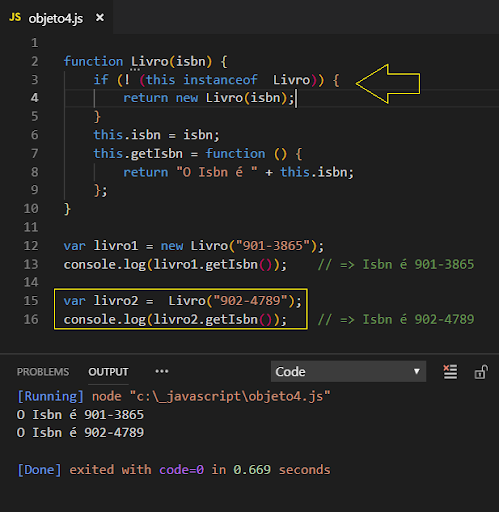 JS objeto4.js ×
1
2 function Livro(isbn) {
3 if (! (this instanceof  Livro)) {
4 return new Livro(isbn);
5 }
6 this.isbn = isbn;
7 this.getIsbn = function () {
8 return "O Isbn é " + this.isbn;
9 };
10 }
11
12 var livro1 = new Livro("901-3865");
13 console.log(livro1.getIsbn()); // => Isbn é 901-3865
14
15 var livro2 =  Livro("902-4789");
16 console.log(livro2.getIsbn()); // => Isbn é 902-4789
PROBLEMS OUTPUT ••• Code
[Running] node "c:\_javascript\objeto4.js"
O Isbn é 901-3865
O Isbn é 902-4789
[Done] exited with code=0 in 0.669 seconds